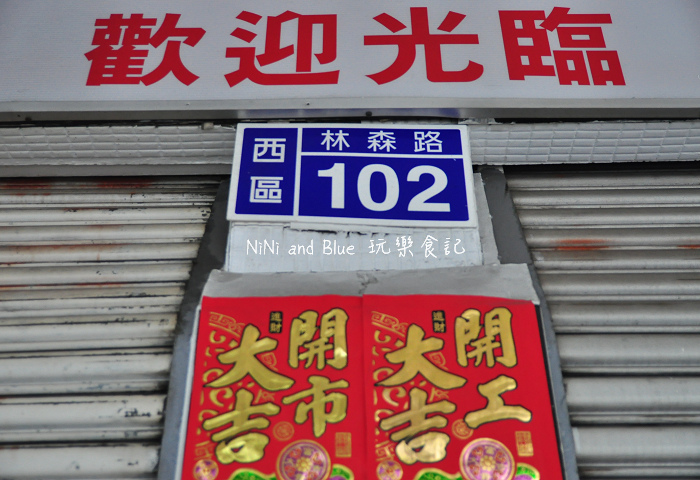 歡迎光臨
西區
林森路
102
NiNi and Blue 玩樂食記
進財
開市大吉
進財
開工大吉